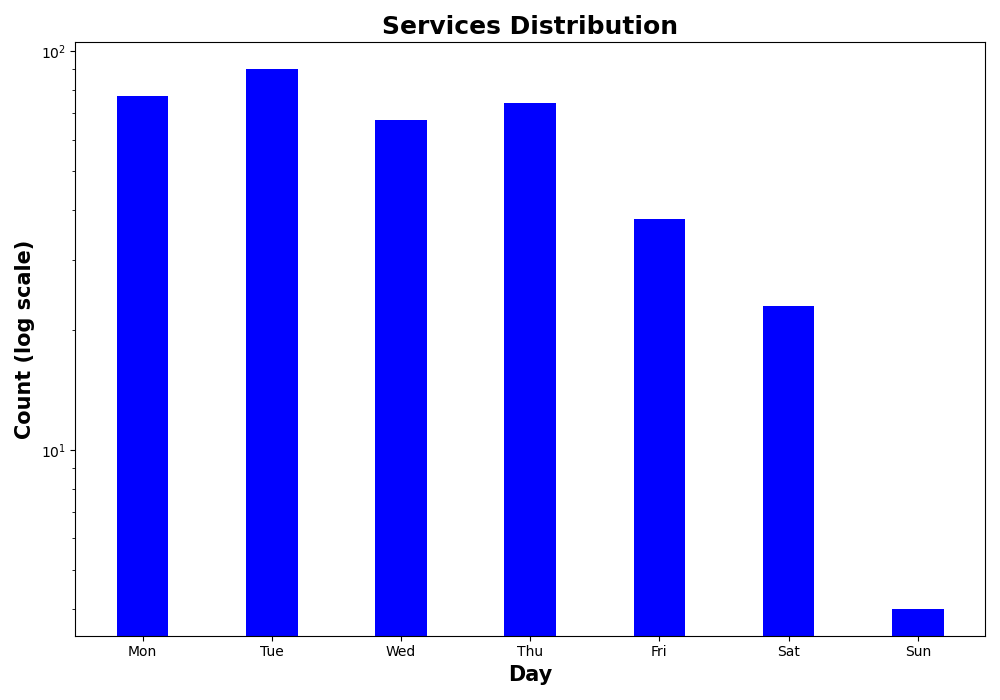 Services Distribution
10²
10¹
Count (log scale)
Mon Tue Wed Thu Fri Sat Sun
Day